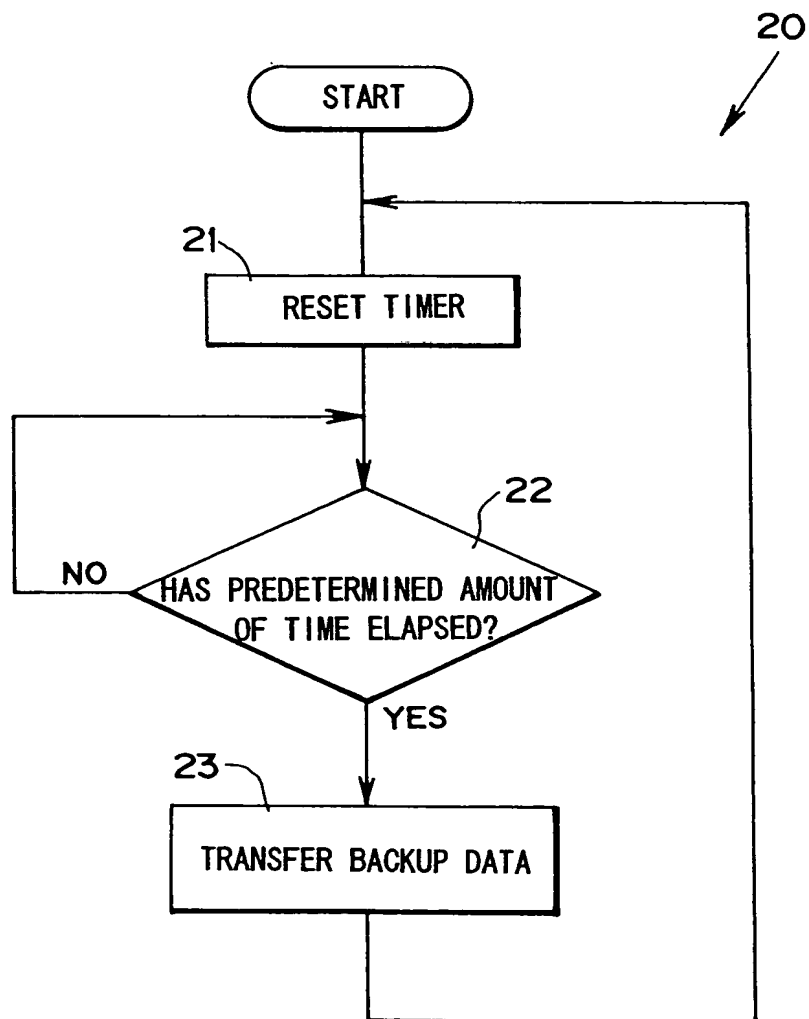 20
START
21
RESET TIMER
22
NO
HAS PREDETERMINED AMOUNT
OF TIME ELAPSED?
YES
23
TRANSFER BACKUP DATA